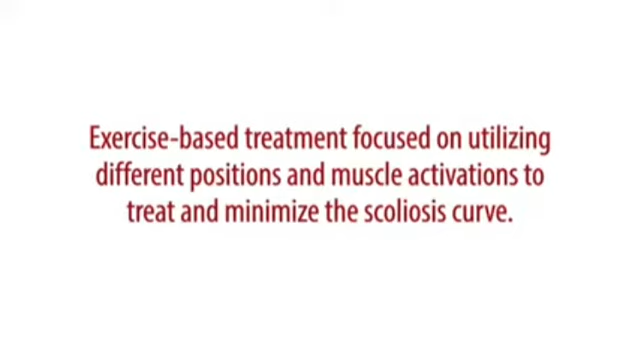 Exercise-based treatment focused on utilizing
different positions and muscle activations to
treat and minimize the scoliosis curve.